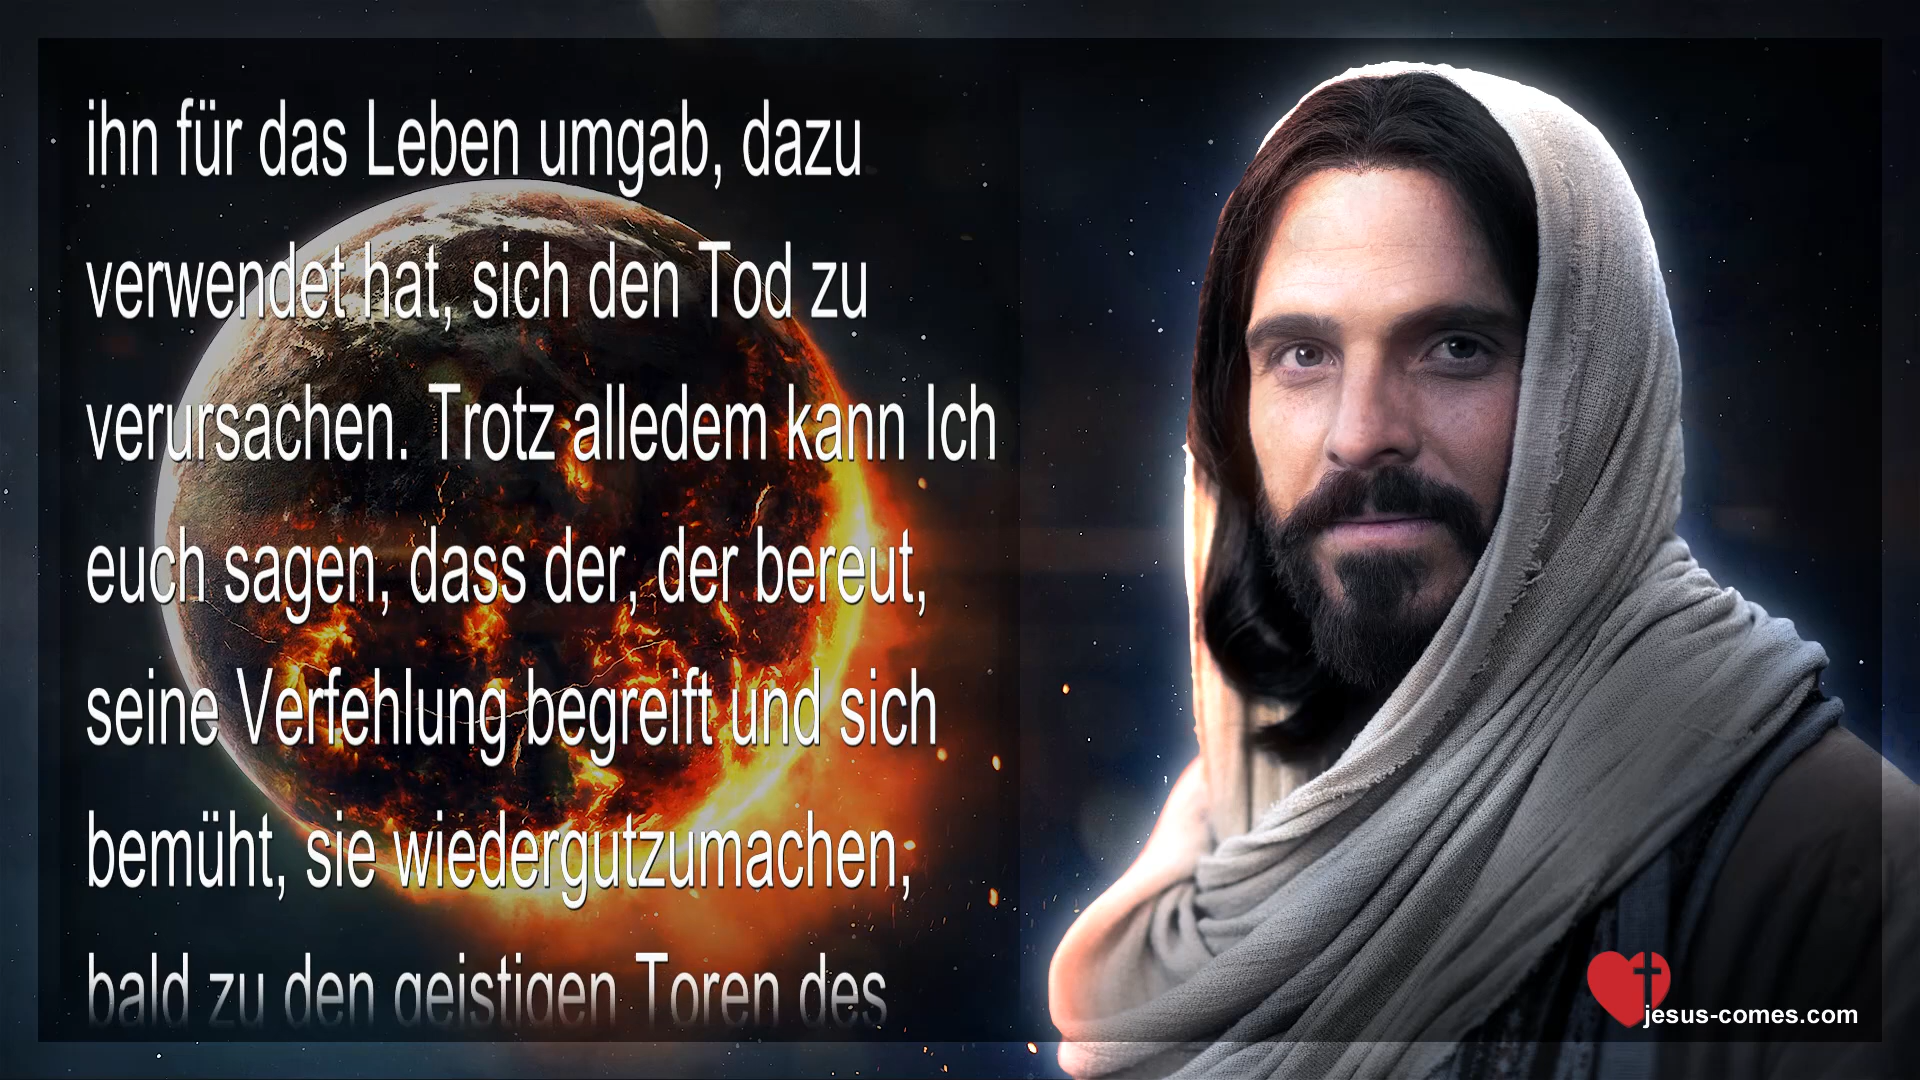 ihn für das Leben umgab, dazu
verwendet hat, sich den Tod zu
verursachen. Trotz alledem kann Ich
euch sagen, dass der, der bereut,
seine Verfehlung begreift und sich
bemüht, sie wiedergutzumachen,
bald zu den geistigen Toren des
jesus-comes.com